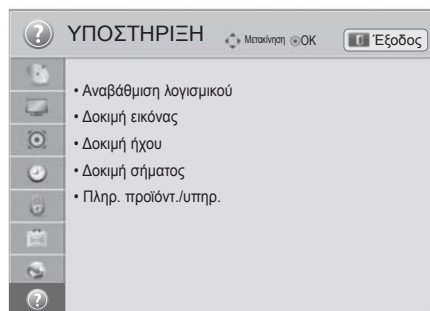 ΥΠΟΣΤΗΡΙΞΗ Μετακίνηση OK Έξοδος
• Αναβάθμιση λογισμικού
• Δοκιμή εικόνας
• Δοκιμή ήχου
• Δοκιμή σήματος
• Πληρ. προϊόντ./υπηρ.